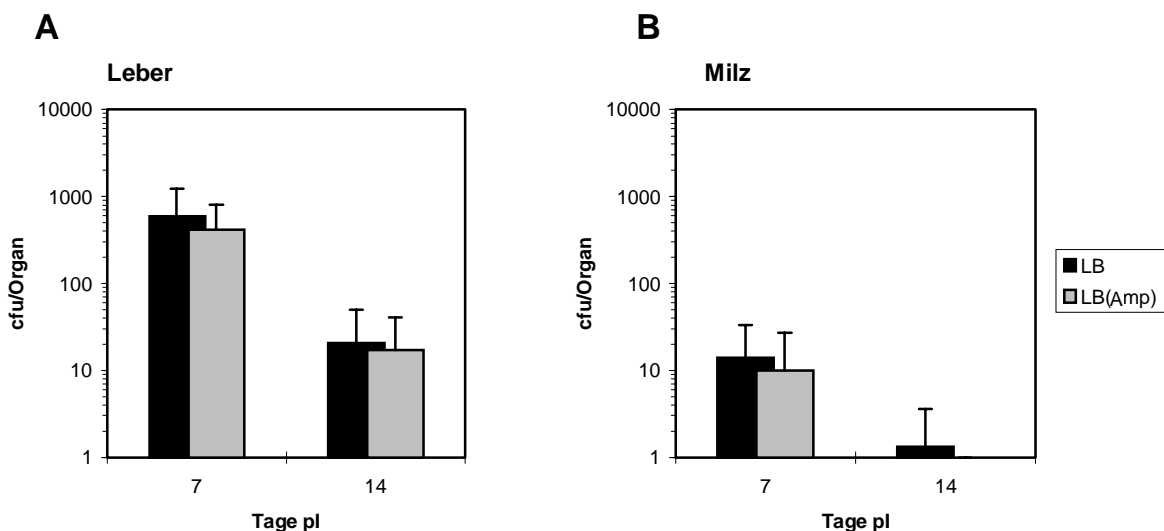 A
B
Leber
Milz
10000
1000
100
10
1
cfu/Organ
7
14
Tage pI
10000
1000
100
10
1
cfu/Organ
7
14
Tage pI
LB
LB(Amp)